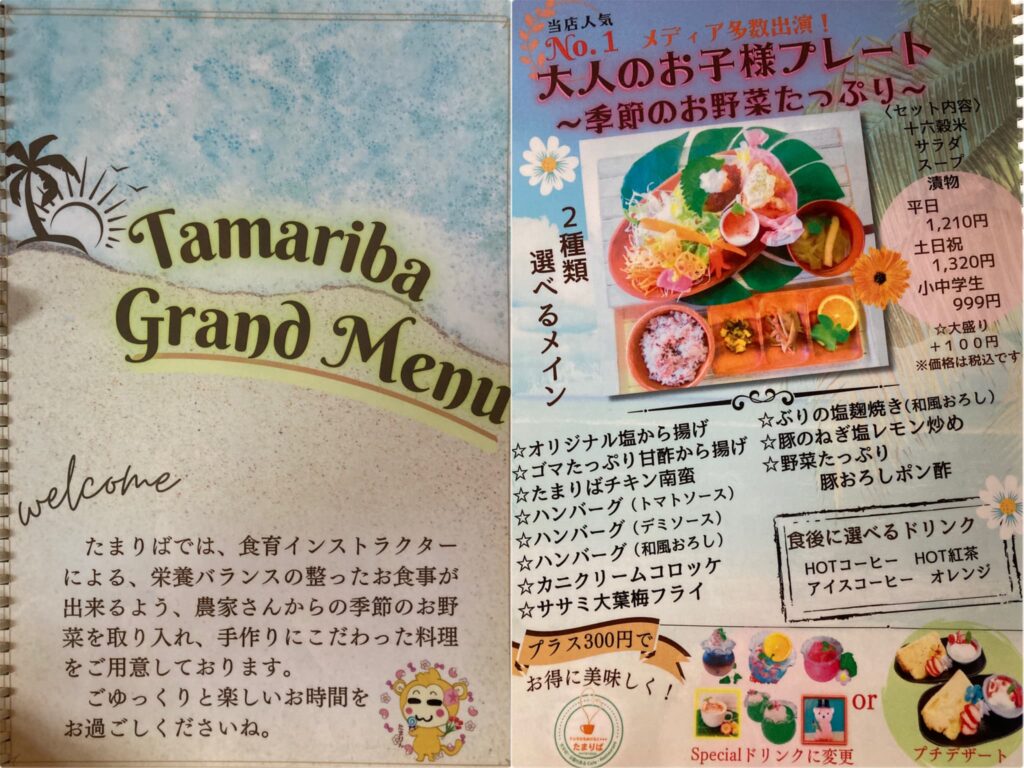 Tamariba
Grand Menu
welcome
たまりばでは、食育インストラクター
による、栄養バランスの整ったお食事が
出来るよう、農家さんからの季節のお野
菜を取り入れ、手作りにこだわった料理
をご用意しております。
ごゆっくりと楽しいお時間を
お過ごしくださいね。
当店人気
No.1 メディア多数出演！
大人のお子様プレート
～季節のお野菜たっぷり～
〈セット内容〉
十六穀米
サラダ
スープ
漬物
平日
1,210円
土日祝
1,320円
小中学生
999円
☆大盛り
＋１００円
※価格は税込です
２種類
選べるメイン
☆オリジナル塩から揚げ
☆ゴマたっぷり甘酢から揚げ
☆たまりばチキン南蛮
☆ハンバーグ（トマトソース）
☆ハンバーグ（デミソース）
☆ハンバーグ（和風おろし）
☆カニクリームコロッケ
☆ササミ大葉梅フライ
☆ぶりの塩麹焼き（和風おろし）
☆豚のねぎ塩レモン炒め
☆野菜たっぷり
豚おろしポン酢
食後に選べるドリンク
HOTコーヒー HOT紅茶
アイスコーヒー オレンジ
プラス300円で
お得に美味しく！
たまりば
Specialドリンクに変更
or
プチデザート